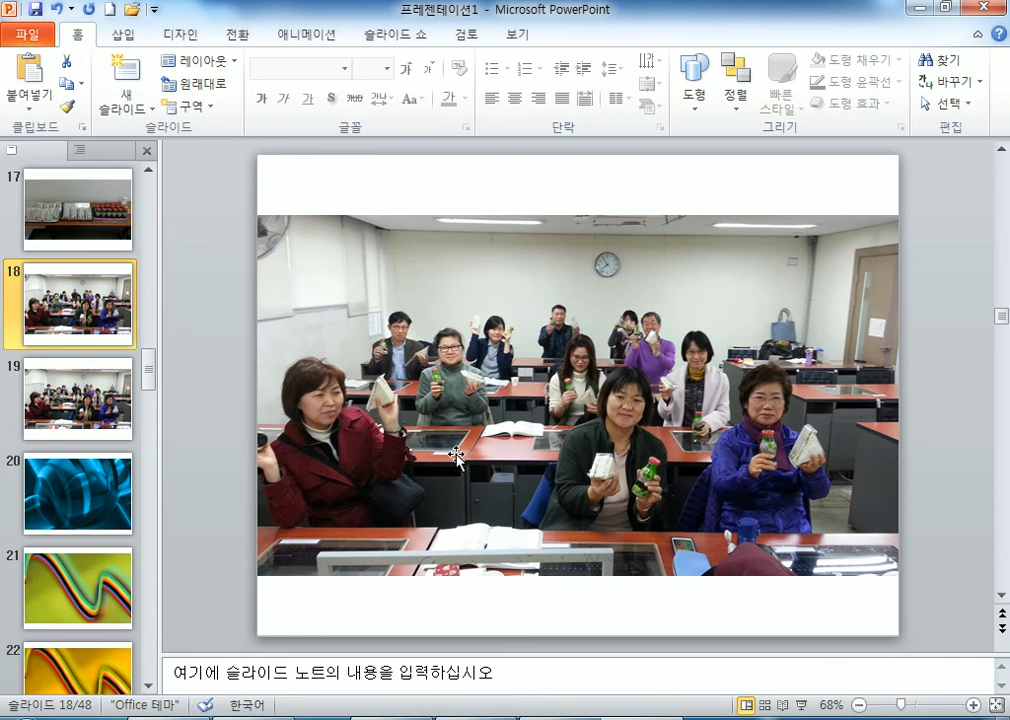 프레젠테이션1 - Microsoft PowerPoint
파일 홈 삽입 디자인 전환 애니메이션 슬라이드 쇼 검토 보기
붙여넣기
클립보드
새 슬라이드
레이아웃
원래대로
구역
슬라이드
가 가 가 S 가나 Aa 가
글꼴
단락
도형
정렬
빠른 스타일
도형 채우기
도형 윤곽선
도형 효과
그리기
찾기
바꾸기
선택
편집
17
18
19
20
21
22
여기에 슬라이드 노트의 내용을 입력하십시오
슬라이드 18/48 "Office 테마" 한국어 68%